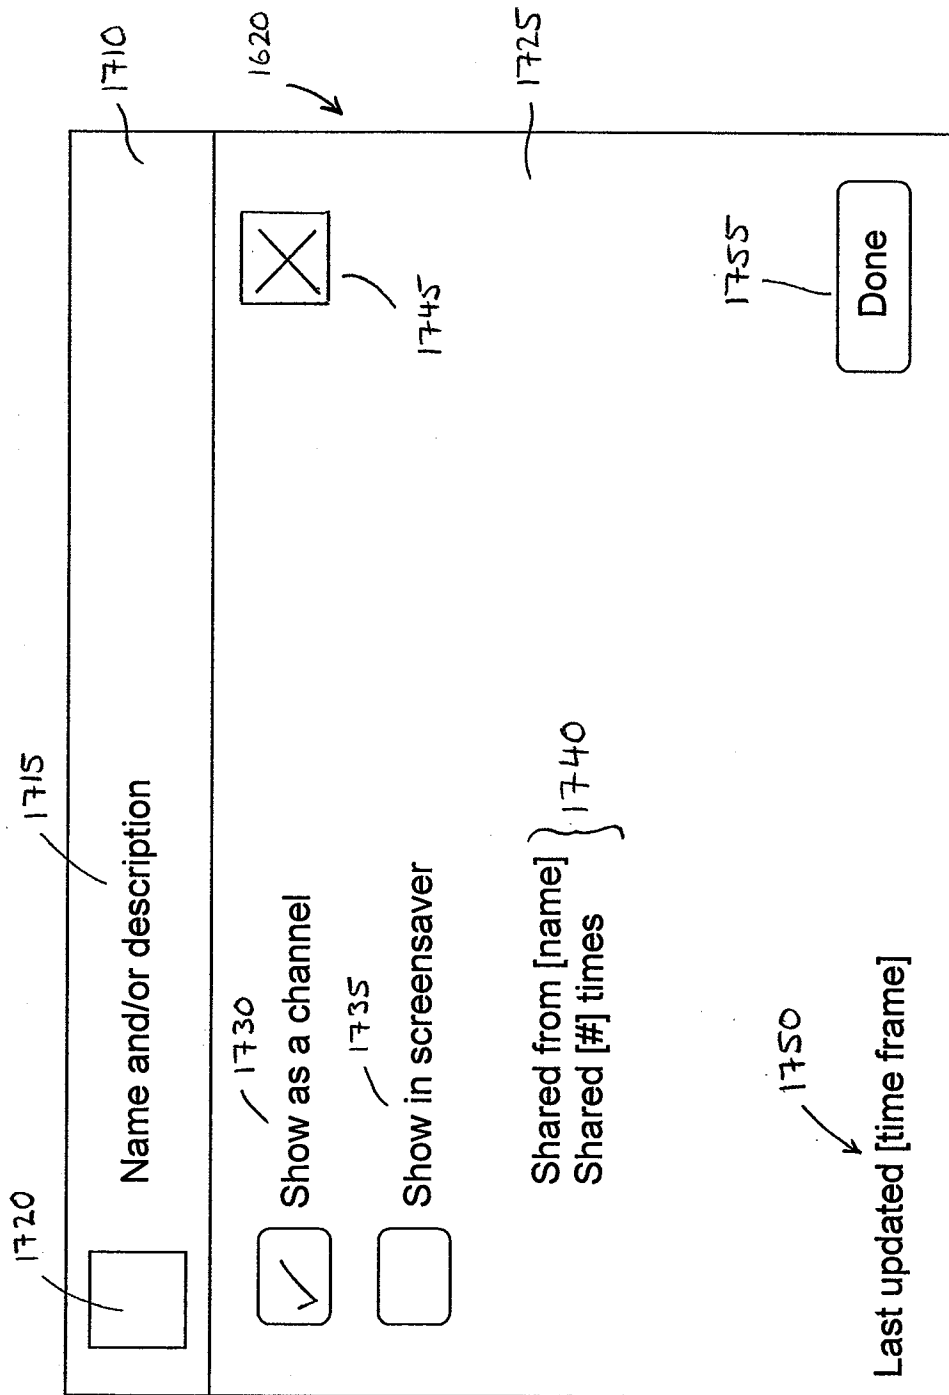 1720
1715
1710
Name and/or description
1620
1730
Show as a channel
1745
1735
Show in screensaver
1725
Shared from [name]
Shared [#] times
1740
1750
1755
Last updated [time frame]
Done